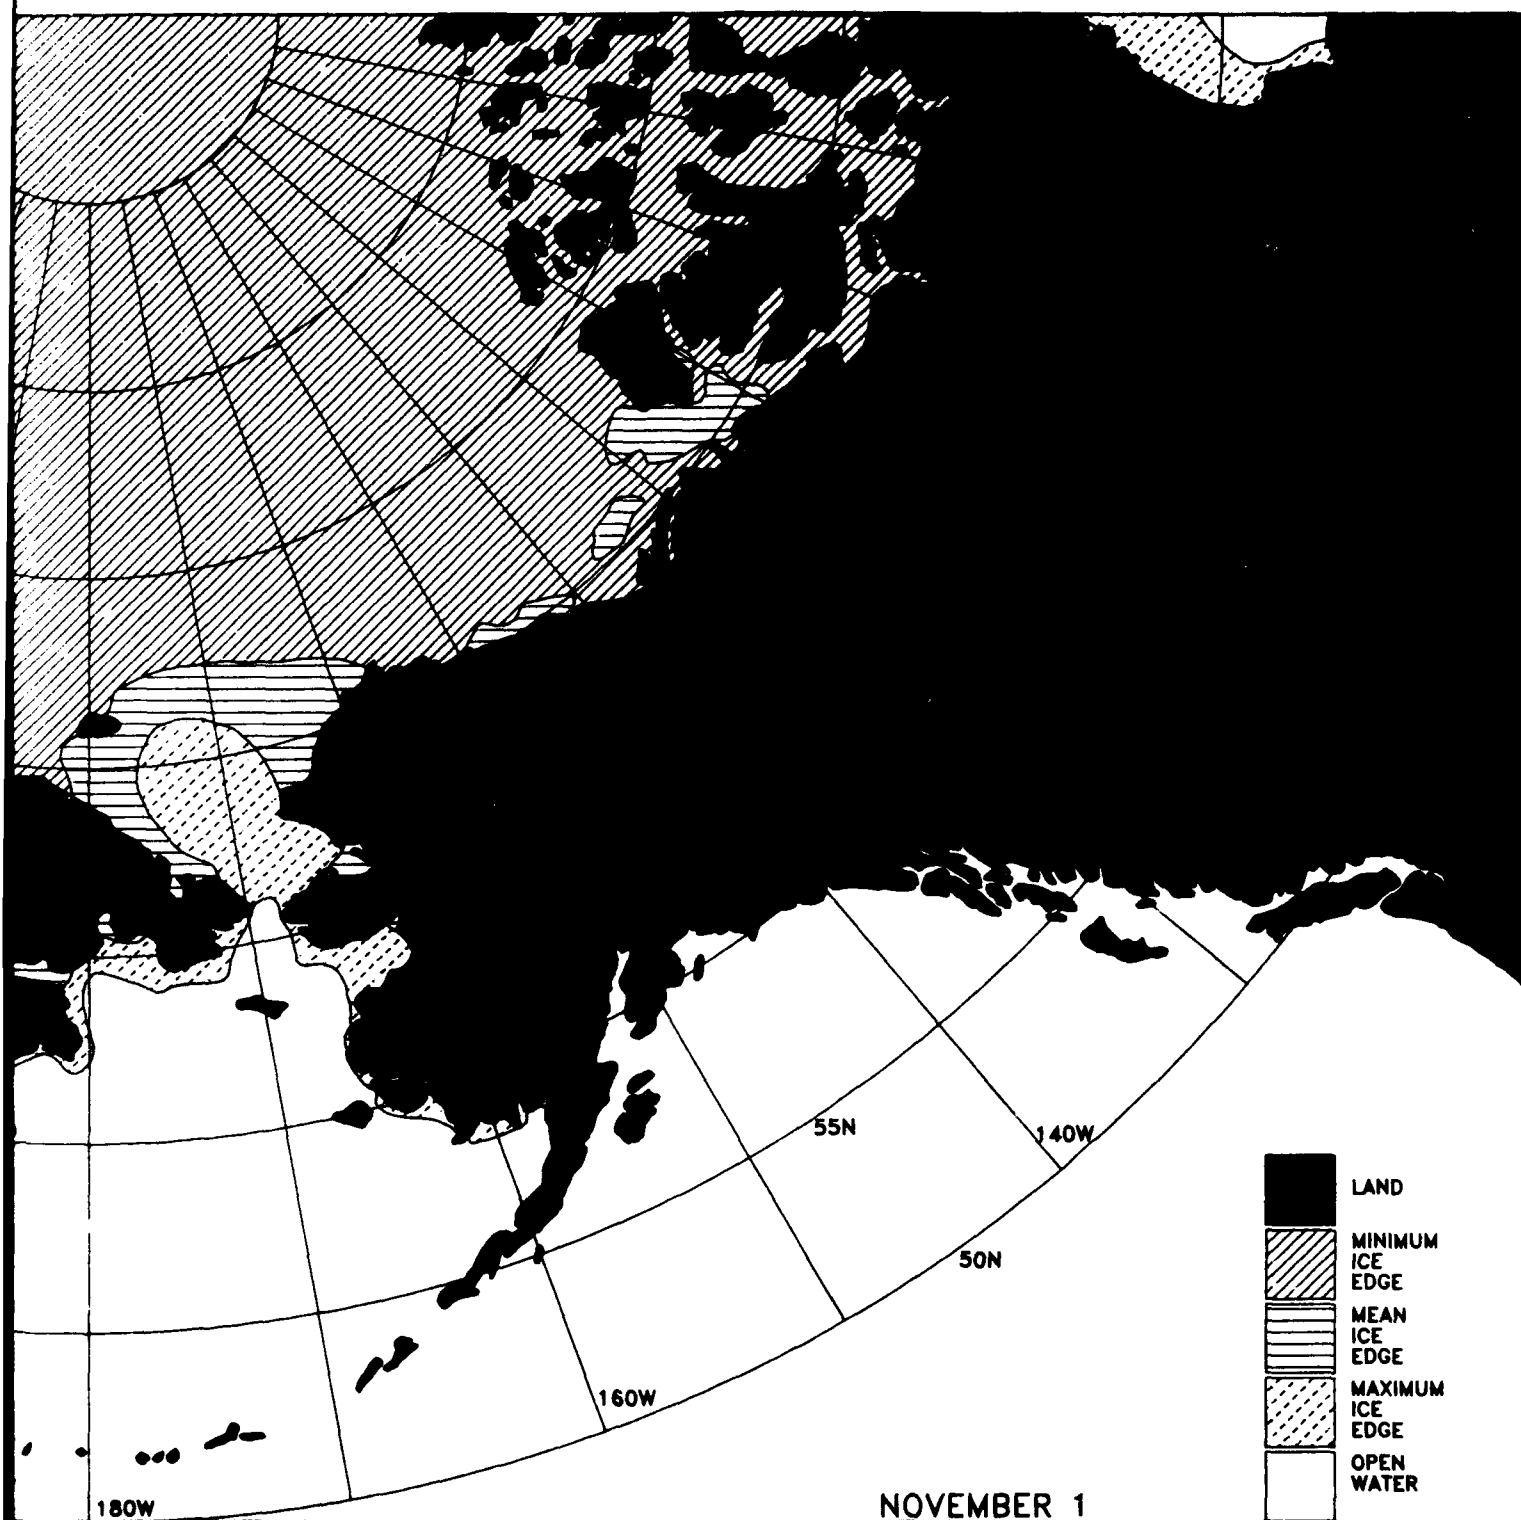 55N
140W
50N
160W
180W
NOVEMBER 1
LAND
MINIMUM
ICE
EDGE
MEAN
ICE
EDGE
MAXIMUM
ICE
EDGE
OPEN
WATER